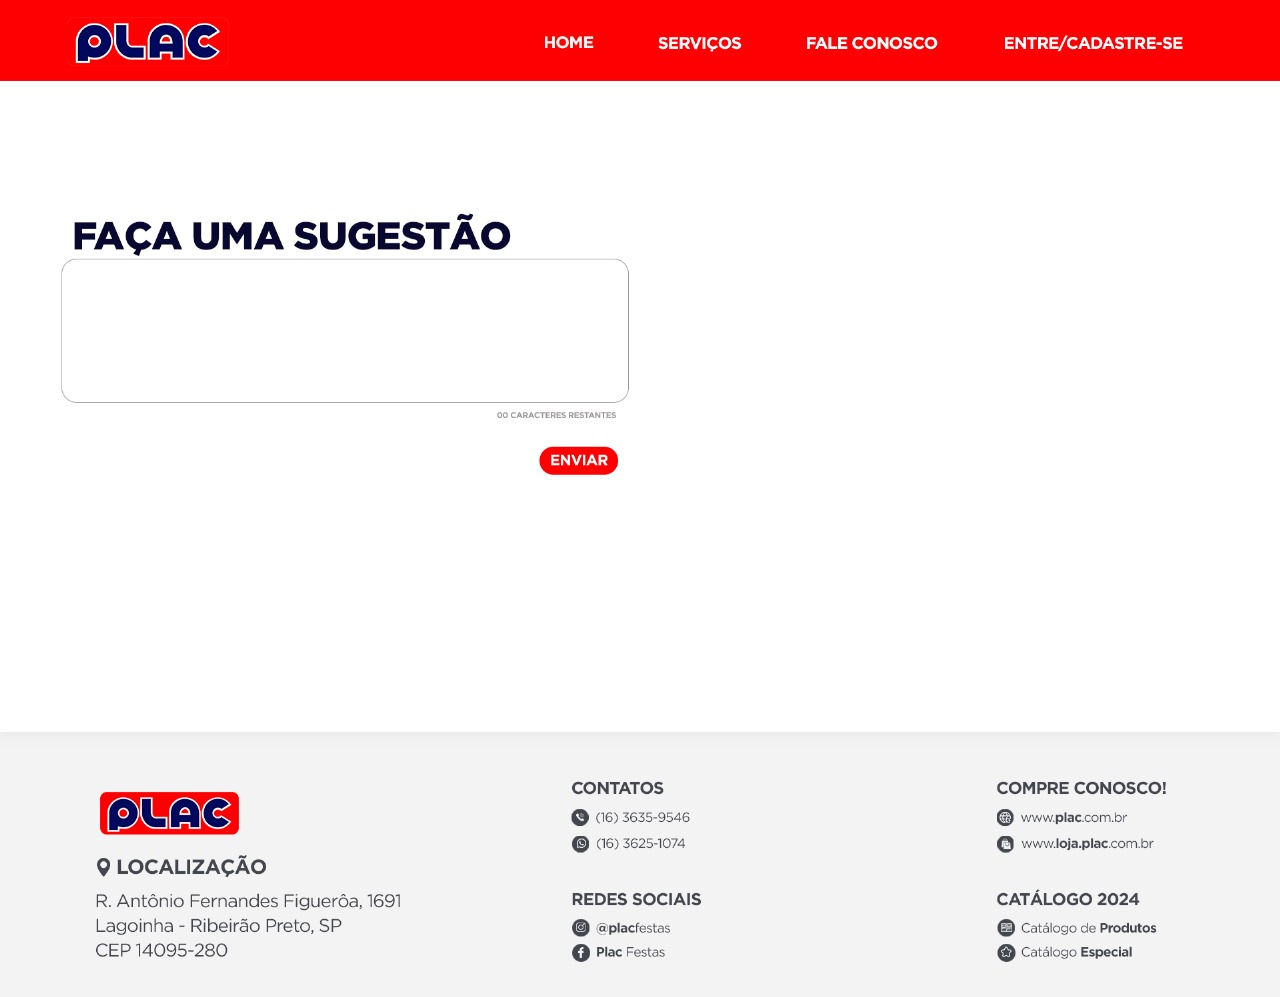 PLAC
HOME SERVIÇOS FALE CONOSCO ENTRE/CADASTRE-SE
FAÇA UMA SUGESTÃO
00 CARACTERES RESTANTES
ENVIAR
PLAC
LOCALIZAÇÃO
R. Antônio Fernandes Figuerôa, 1691
Lagoinha - Ribeirão Preto, SP
CEP 14095-280
CONTATOS
(16) 3635-9546
(16) 3625-1074
REDES SOCIAIS
@placfestas
Plac Festas
COMPRE CONOSCO!
www.plac.com.br
www.loja.plac.com.br
CATÁLOGO 2024
Catálogo de Produtos
Catálogo Especial